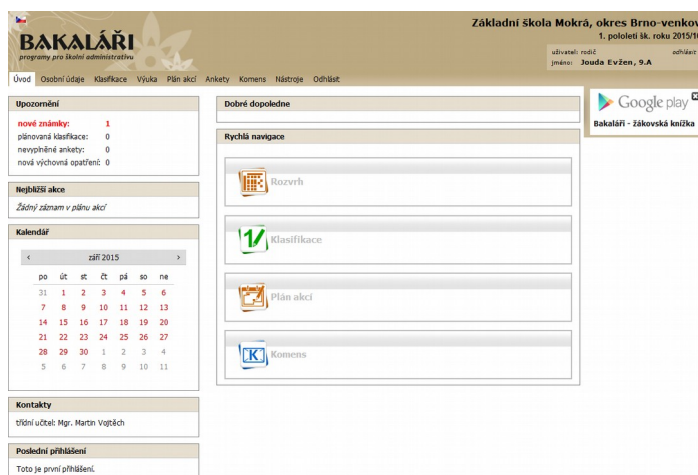 BAKALÁŘI
programy pro školní administrativu
Základní škola Mokrá, okres Brno-venkov
1. pololetí šk. roku 2015/16
uživatel: rodič odhlásit
jméno: Jouda Evžen, 9.A
Úvod Osobní údaje Klasifikace Výuka Plán akcí Ankety Komens Nástroje Odhlásit
Upozornění
nové známky: 1
plánovaná klasifikace: 0
nevyplněné ankety: 0
nová výchovná opatření: 0
Nejbližší akce
Žádný záznam v plánu akcí
Kalendář
‹ září 2015 ›
po út st čt pá so ne
31 1 2 3 4 5 6
7 8 9 10 11 12 13
14 15 16 17 18 19 20
21 22 23 24 25 26 27
28 29 30 1 2 3 4
5 6 7 8 9 10 11
Kontakty
třídní učitel: Mgr. Martin Vojtěch
Poslední přihlášení
Toto je první přihlášení.
Dobré dopoledne
Rychlá navigace
Rozvrh
Klasifikace
Plán akcí
Komens
Google play
Bakaláři - žákovská knížka